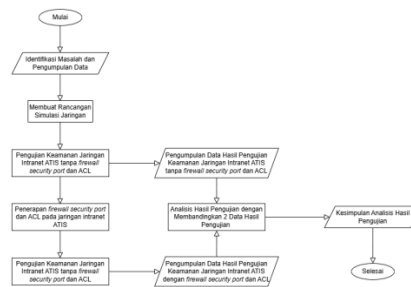 Mulai
Identifikasi Masalah dan
Pengumpulan Data
Membuat Rancangan
Simulasi Jaringan
Pengujian Keamanan Jaringan
Intranet ATIS tanpa firewall
security port dan ACL
Pengumpulan Data Hasil Pengujian
Keamanan Jaringan Intranet ATIS
tanpa firewall security port dan ACL
Penerapan firewall security port
dan ACL pada jaringan intranet
ATIS
Analisis Hasil Pengujian dengan
Membandingkan 2 Data Hasil
Pengujian
Kesimpulan Analisis Hasil
Pengujian
Pengujian Keamanan Jaringan
Intranet ATIS tanpa firewall
security port dan ACL
Pengumpulan Data Hasil Pengujian
Keamanan Jaringan Intranet ATIS
dengan firewall security port dan ACL
Selesai